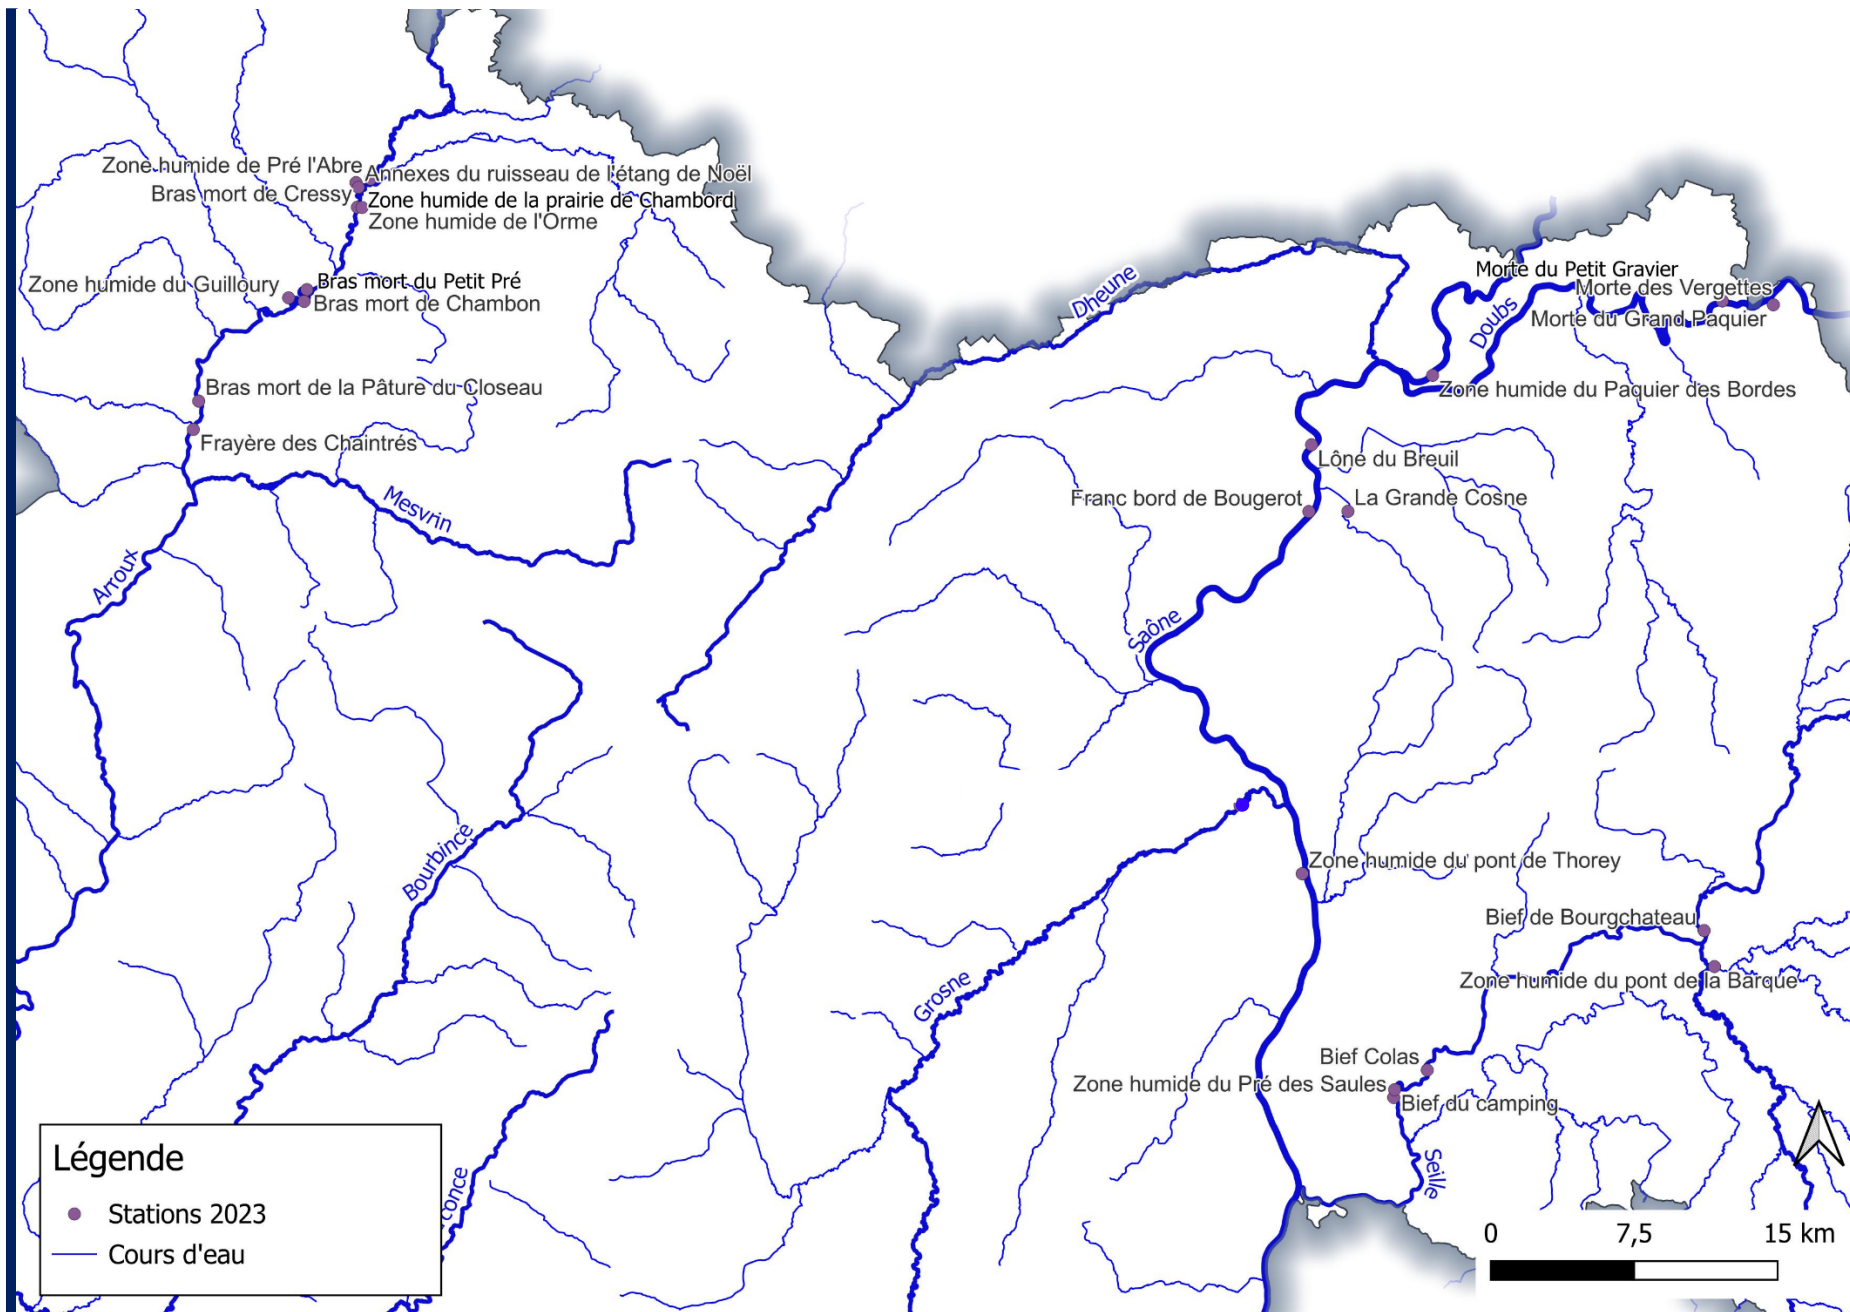 Zone humide de Pré l'Abre
Annexes du ruisseau de l'étang de Noël
Bras mort de Cressy
Zone humide de la prairie de Chambord
Zone humide de l'Orme
Zone humide du Guilloury
Bras mort du Petit Pré
Bras mort de Chambon
Dheune
Morte du Petit Gravier
Morte des Vergettes
Doubs
Morte du Grand Paquier
Bras mort de la Pâture du Closeau
Zone humide du Paquier des Bordes
Frayère des Chaintrés
Lône du Breuil
Mesvrin
Franc bord de Bougerot
La Grande Cosne
Arroux
Saône
Bourbince
Zone humide du pont de Thorey
Bief de Bourgchateau
Grosne
Zone humide du pont de la Barque
Bief Colas
Zone humide du Pré des Saules
Bief du camping
Seille
conce
Légende
Stations 2023
Cours d'eau
0 7,5 15 km